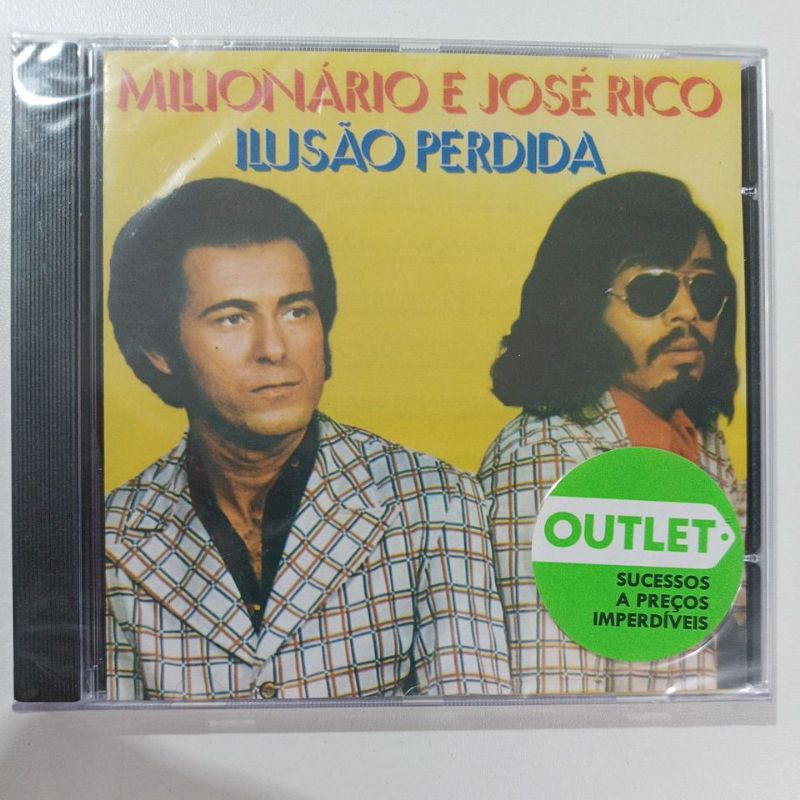 MILIONÁRIO E JOSÉ RICO
ILUSÃO PERDIDA
OUTLET
SUCESSOS
A PREÇOS
IMPERDÍVEIS